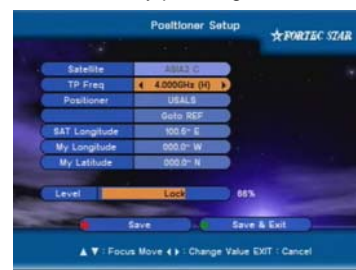 Positioner Setup
FORTEC STAR
Satellite ASIA2 C
TP Freq 4.000GHz (H)
Positioner USALS
Goto REF
SAT Longitude 100.5° E
My Longitude 000.0° W
My Latitude 000.0° N
Level Lock 66%
Save Save & Exit
▲ ▼ : Focus Move ◀ ▶ : Change Value EXIT : Cancel